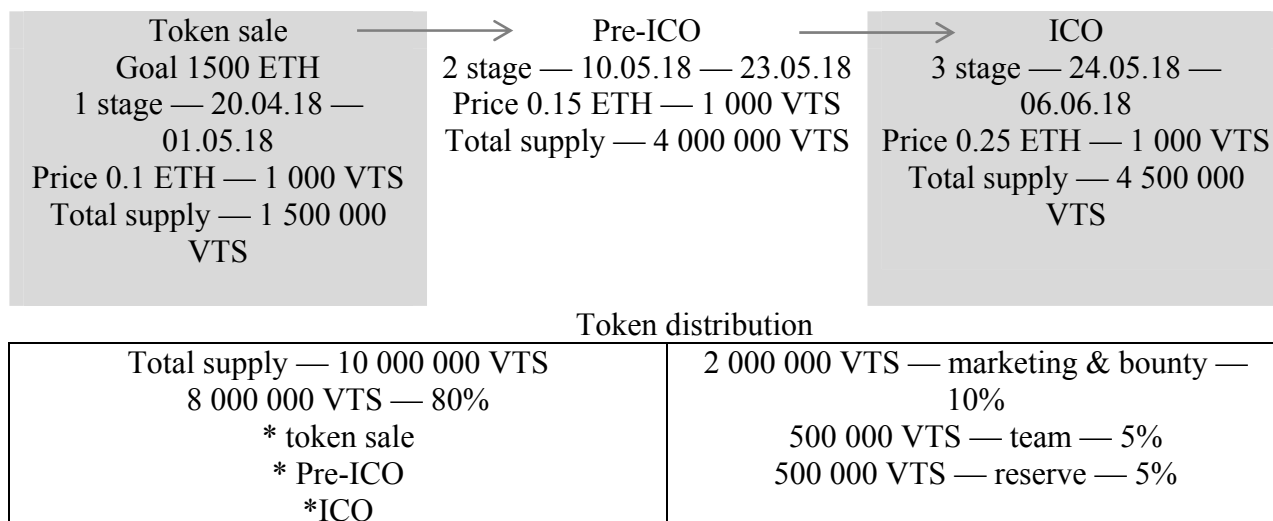 Token sale
Goal 1500 ETH
1 stage — 20.04.18 —
01.05.18
Price 0.1 ETH — 1 000 VTS
Total supply — 1 500 000
VTS
Pre-ICO
2 stage — 10.05.18 — 23.05.18
Price 0.15 ETH — 1 000 VTS
Total supply — 4 000 000 VTS
ICO
3 stage — 24.05.18 —
06.06.18
Price 0.25 ETH — 1 000 VTS
Total supply — 4 500 000
VTS
Token distribution
Total supply — 10 000 000 VTS
8 000 000 VTS — 80%
* token sale
* Pre-ICO
*ICO
2 000 000 VTS — marketing & bounty —
10%
500 000 VTS — team — 5%
500 000 VTS — reserve — 5%